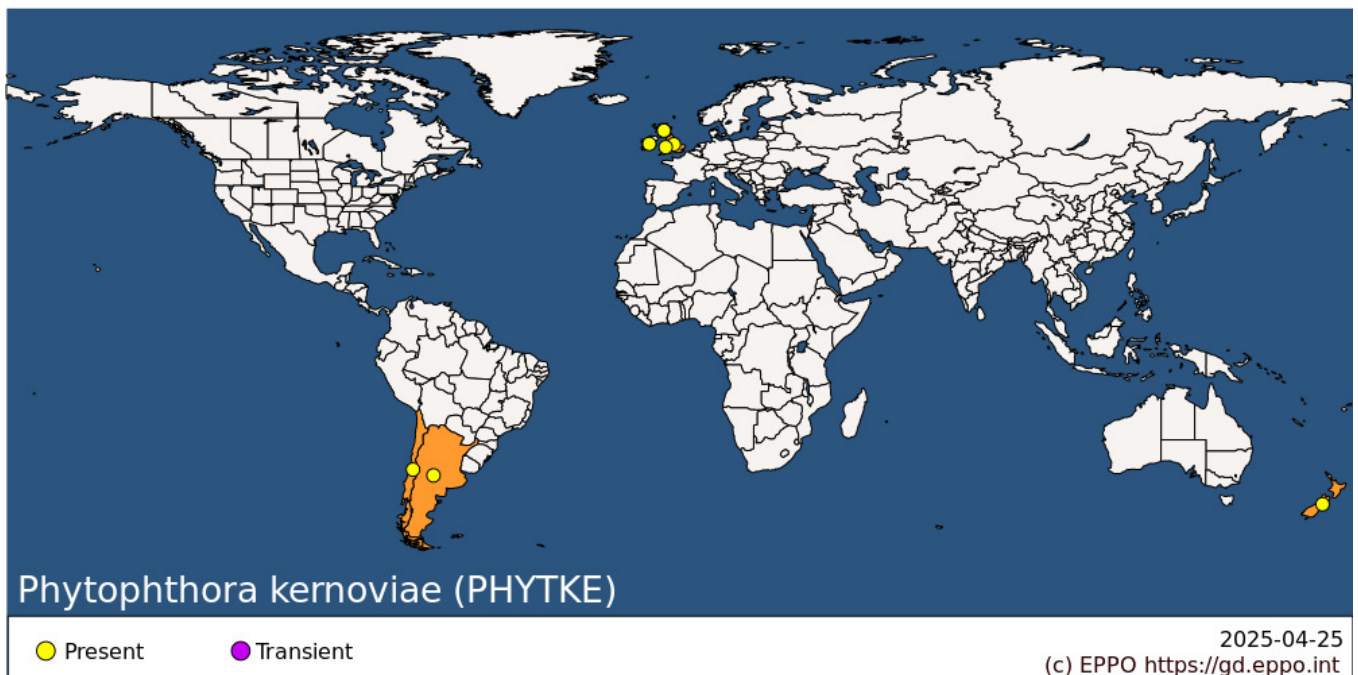 Phytophthora kernoviae (PHYTKE)
Present
Transient
2025-04-25
(c) EPPO https://gd.eppo.int